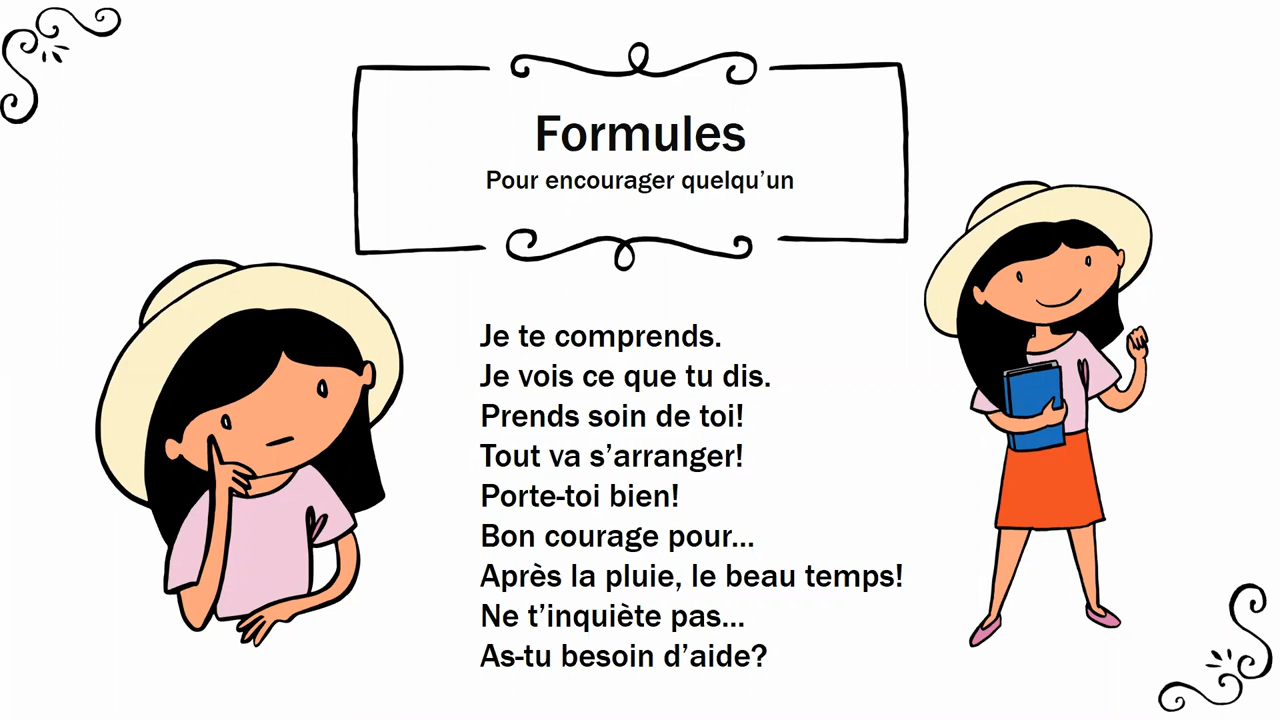 Formules
Pour encourager quelqu’un
Je te comprends.
Je vois ce que tu dis.
Prends soin de toi!
Tout va s’arranger!
Porte-toi bien!
Bon courage pour...
Après la pluie, le beau temps!
Ne t’inquiète pas...
As-tu besoin d’aide?